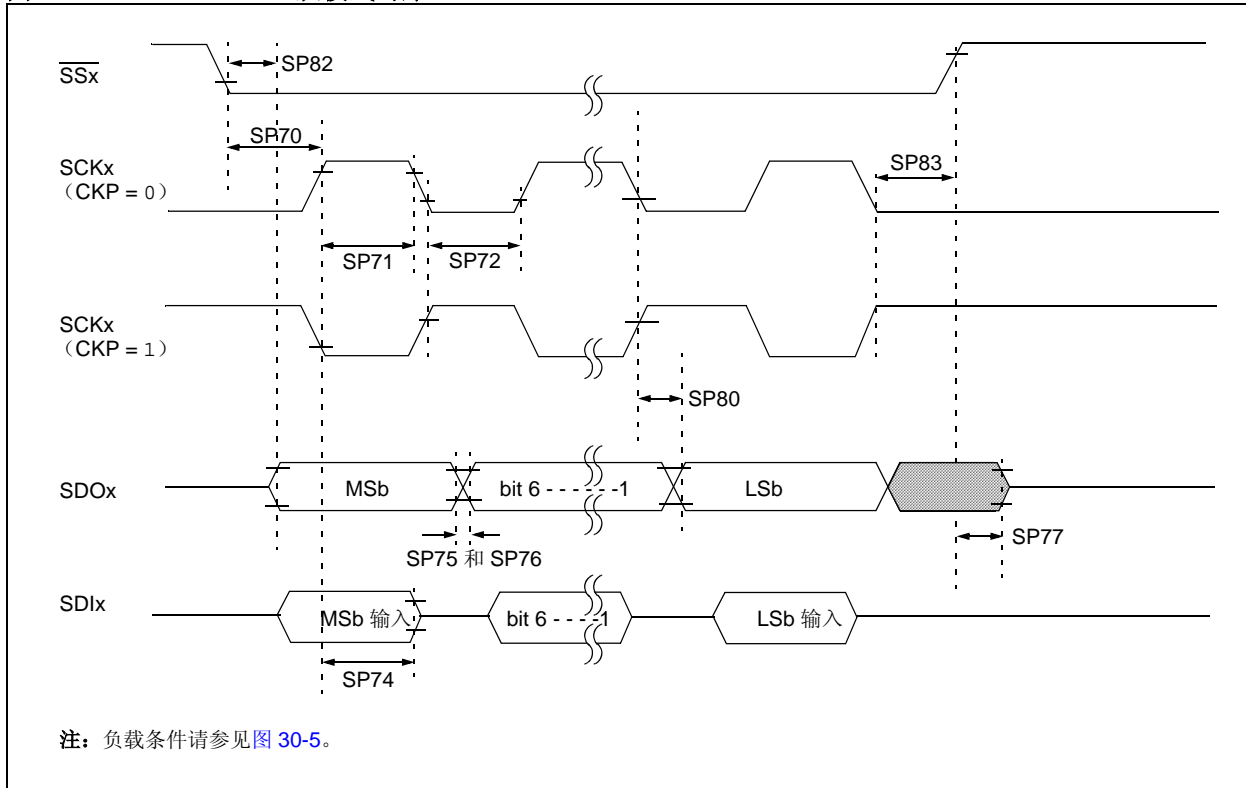 SSx
SP82
SP70
SCKx
（CKP = 0）
SP83
SP71
SP72
SCKx
（CKP = 1）
SP80
SDOx
MSb
bit 6 - - - - - -1
LSb
SP75 和 SP76
SP77
SDIx
MSb 输入
bit 6 - - - -1
LSb 输入
SP74
注：负载条件请参见图 30-5。